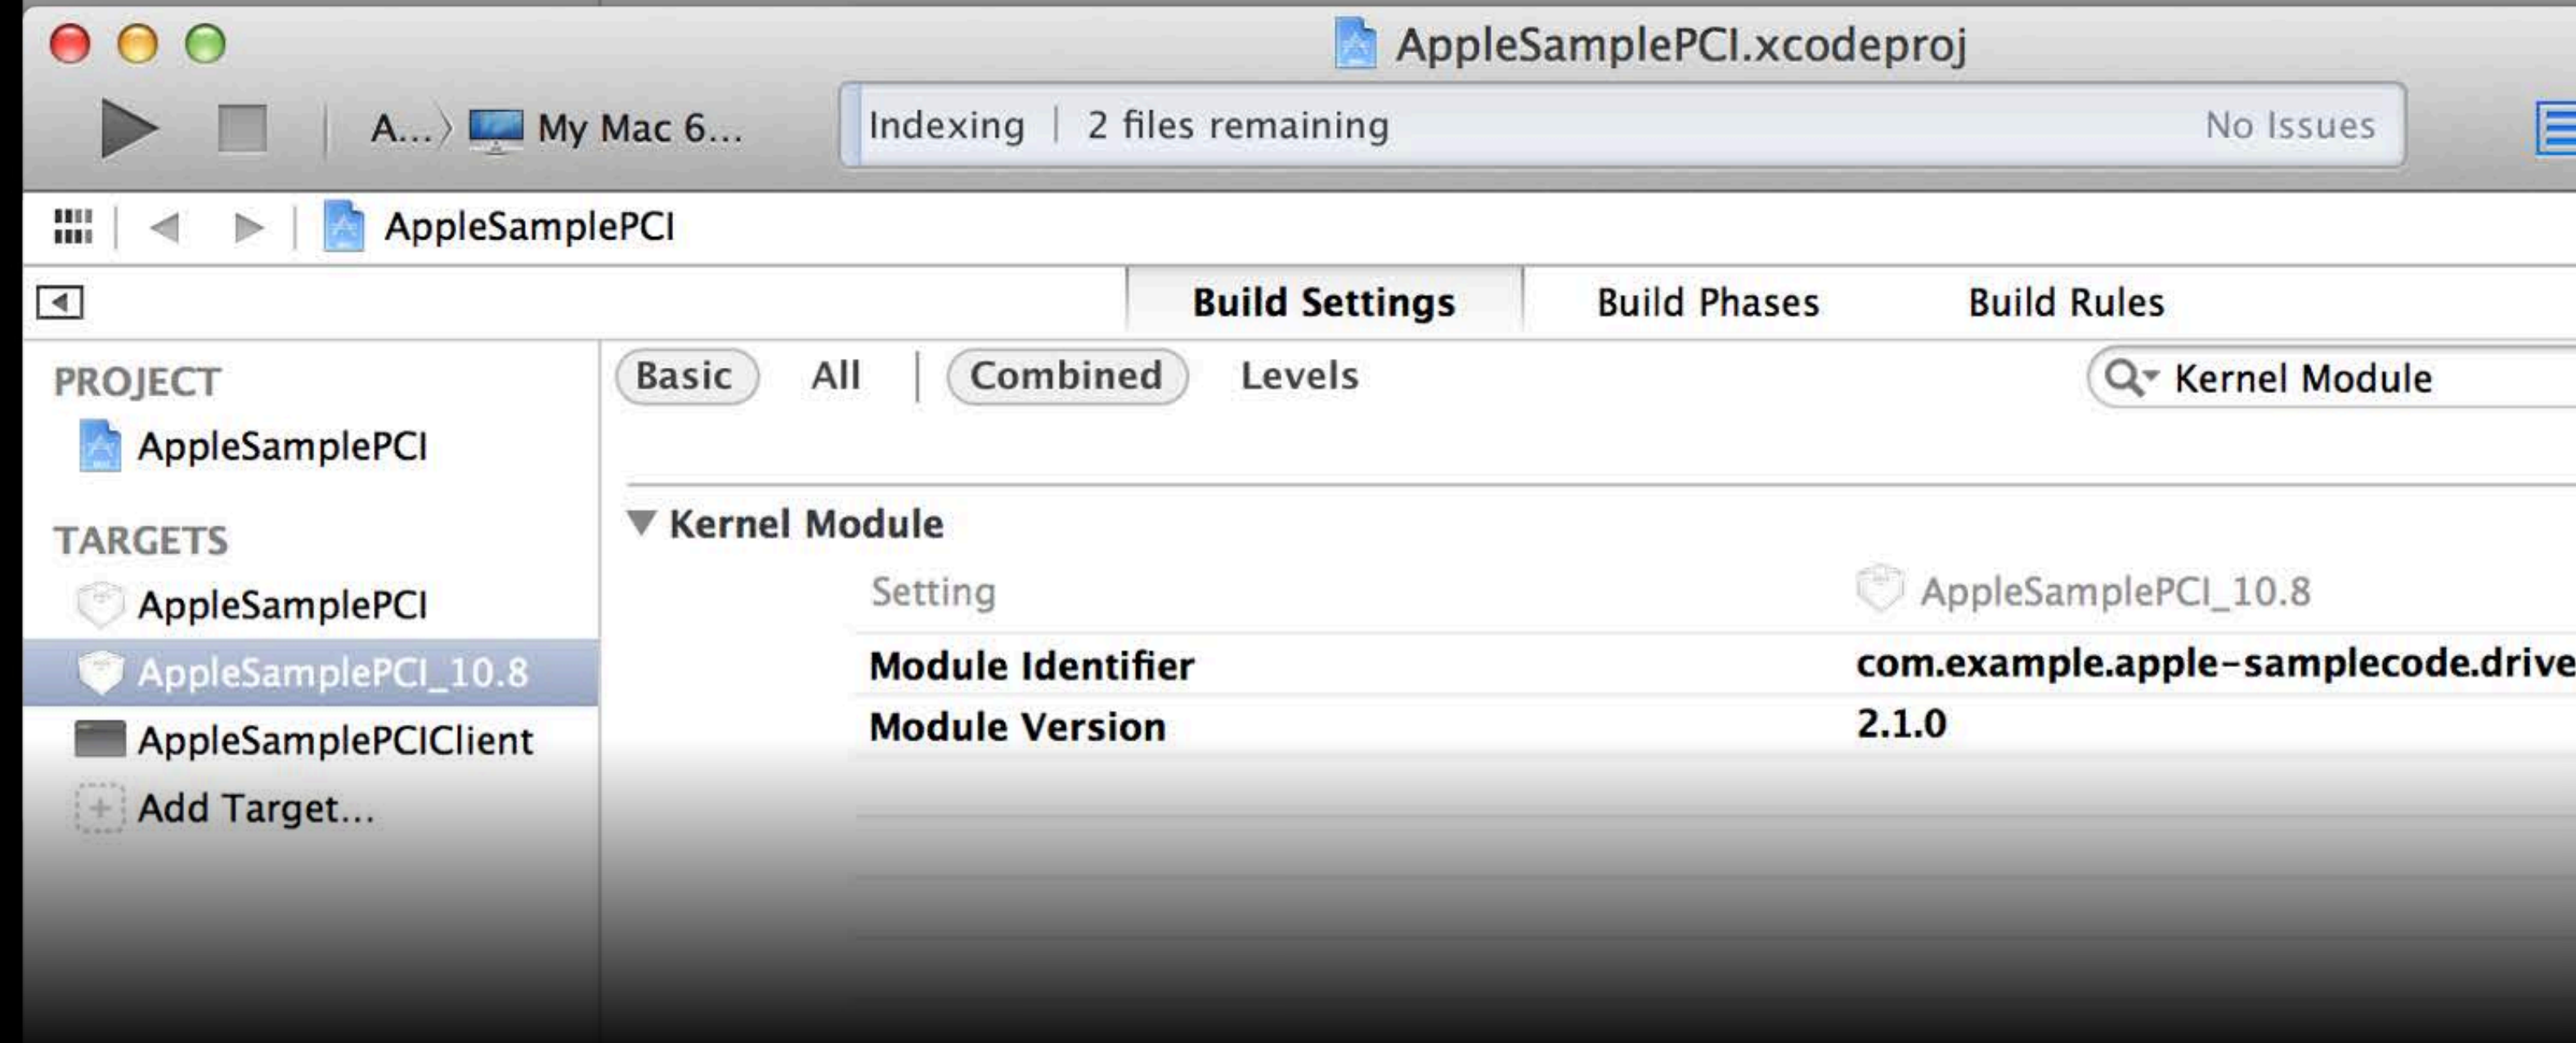 AppleSamplePCI.xcodeproj
A... My Mac 6...
Indexing | 2 files remaining
No Issues
AppleSamplePCI
Build Settings Build Phases Build Rules
PROJECT
AppleSamplePCI
TARGETS
AppleSamplePCI
AppleSamplePCI_10.8
AppleSamplePCIClient
Add Target...
Basic All | Combined Levels
Kernel Module
Kernel Module
Setting AppleSamplePCI_10.8
Module Identifier com.example.apple-samplecode.drive
Module Version 2.1.0